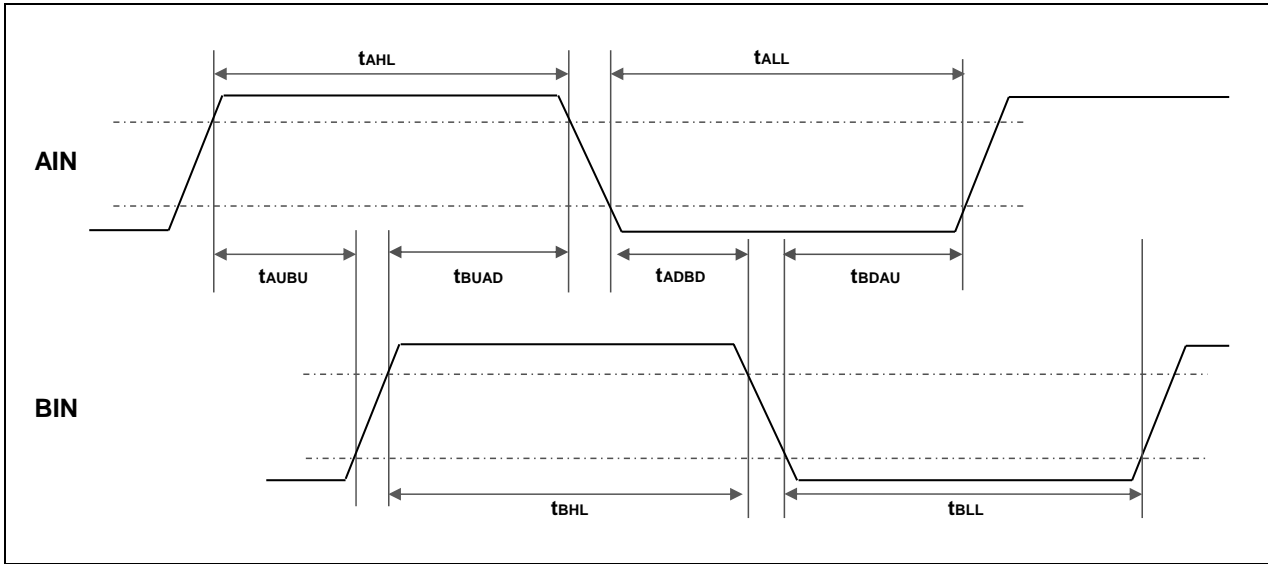 tAHL
tALL
AIN
tAUBU
tBUAD
tADBD
tBDAU
BIN
tBHL
tBLL